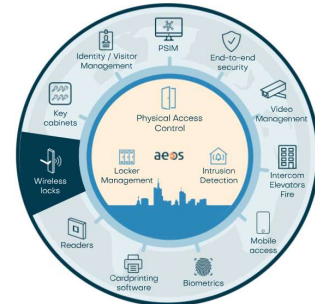 PSIM
Identity / Visitor
Management
End-to-end
security
Key
cabinets
Video
Management
Physical Access
Control
aeos
Locker
Management
Intrusion
Detection
Wireless
locks
Intercom
Elevators
Fire
Readers
Mobile
access
Cardprinting
software
Biometrics